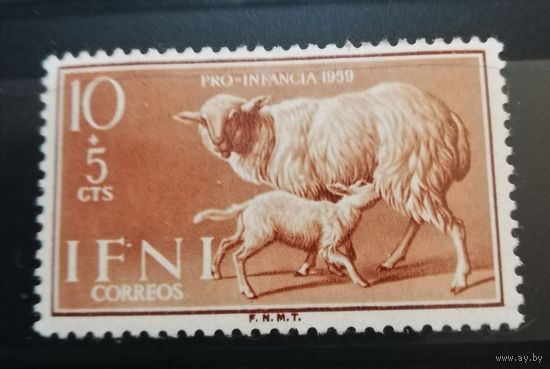 PRO-INFANCIA 1959
10
+5
CTS
IFNI
CORREOS
F.N.M.T.
www.ay.by